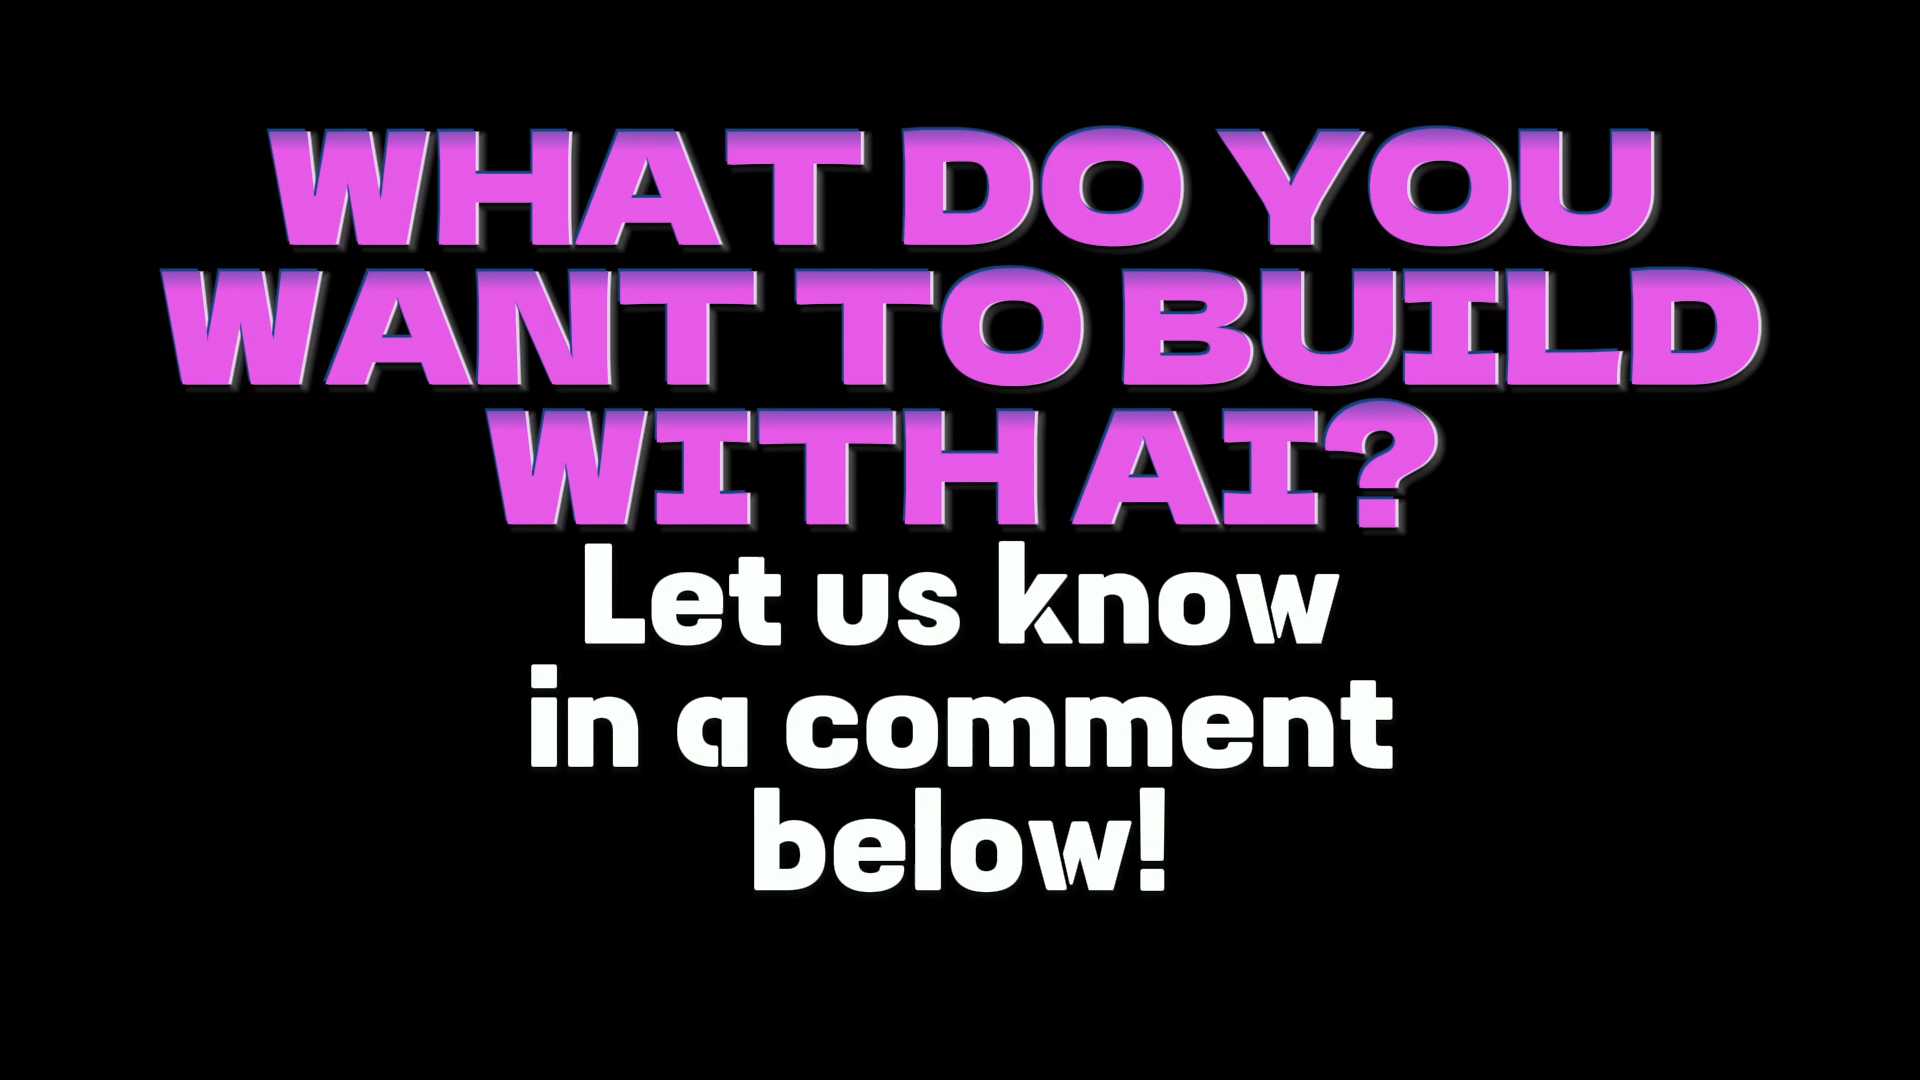 WHAT DO YOU
WANT TO BUILD
WITH AI?
Let us know
in a comment
below!